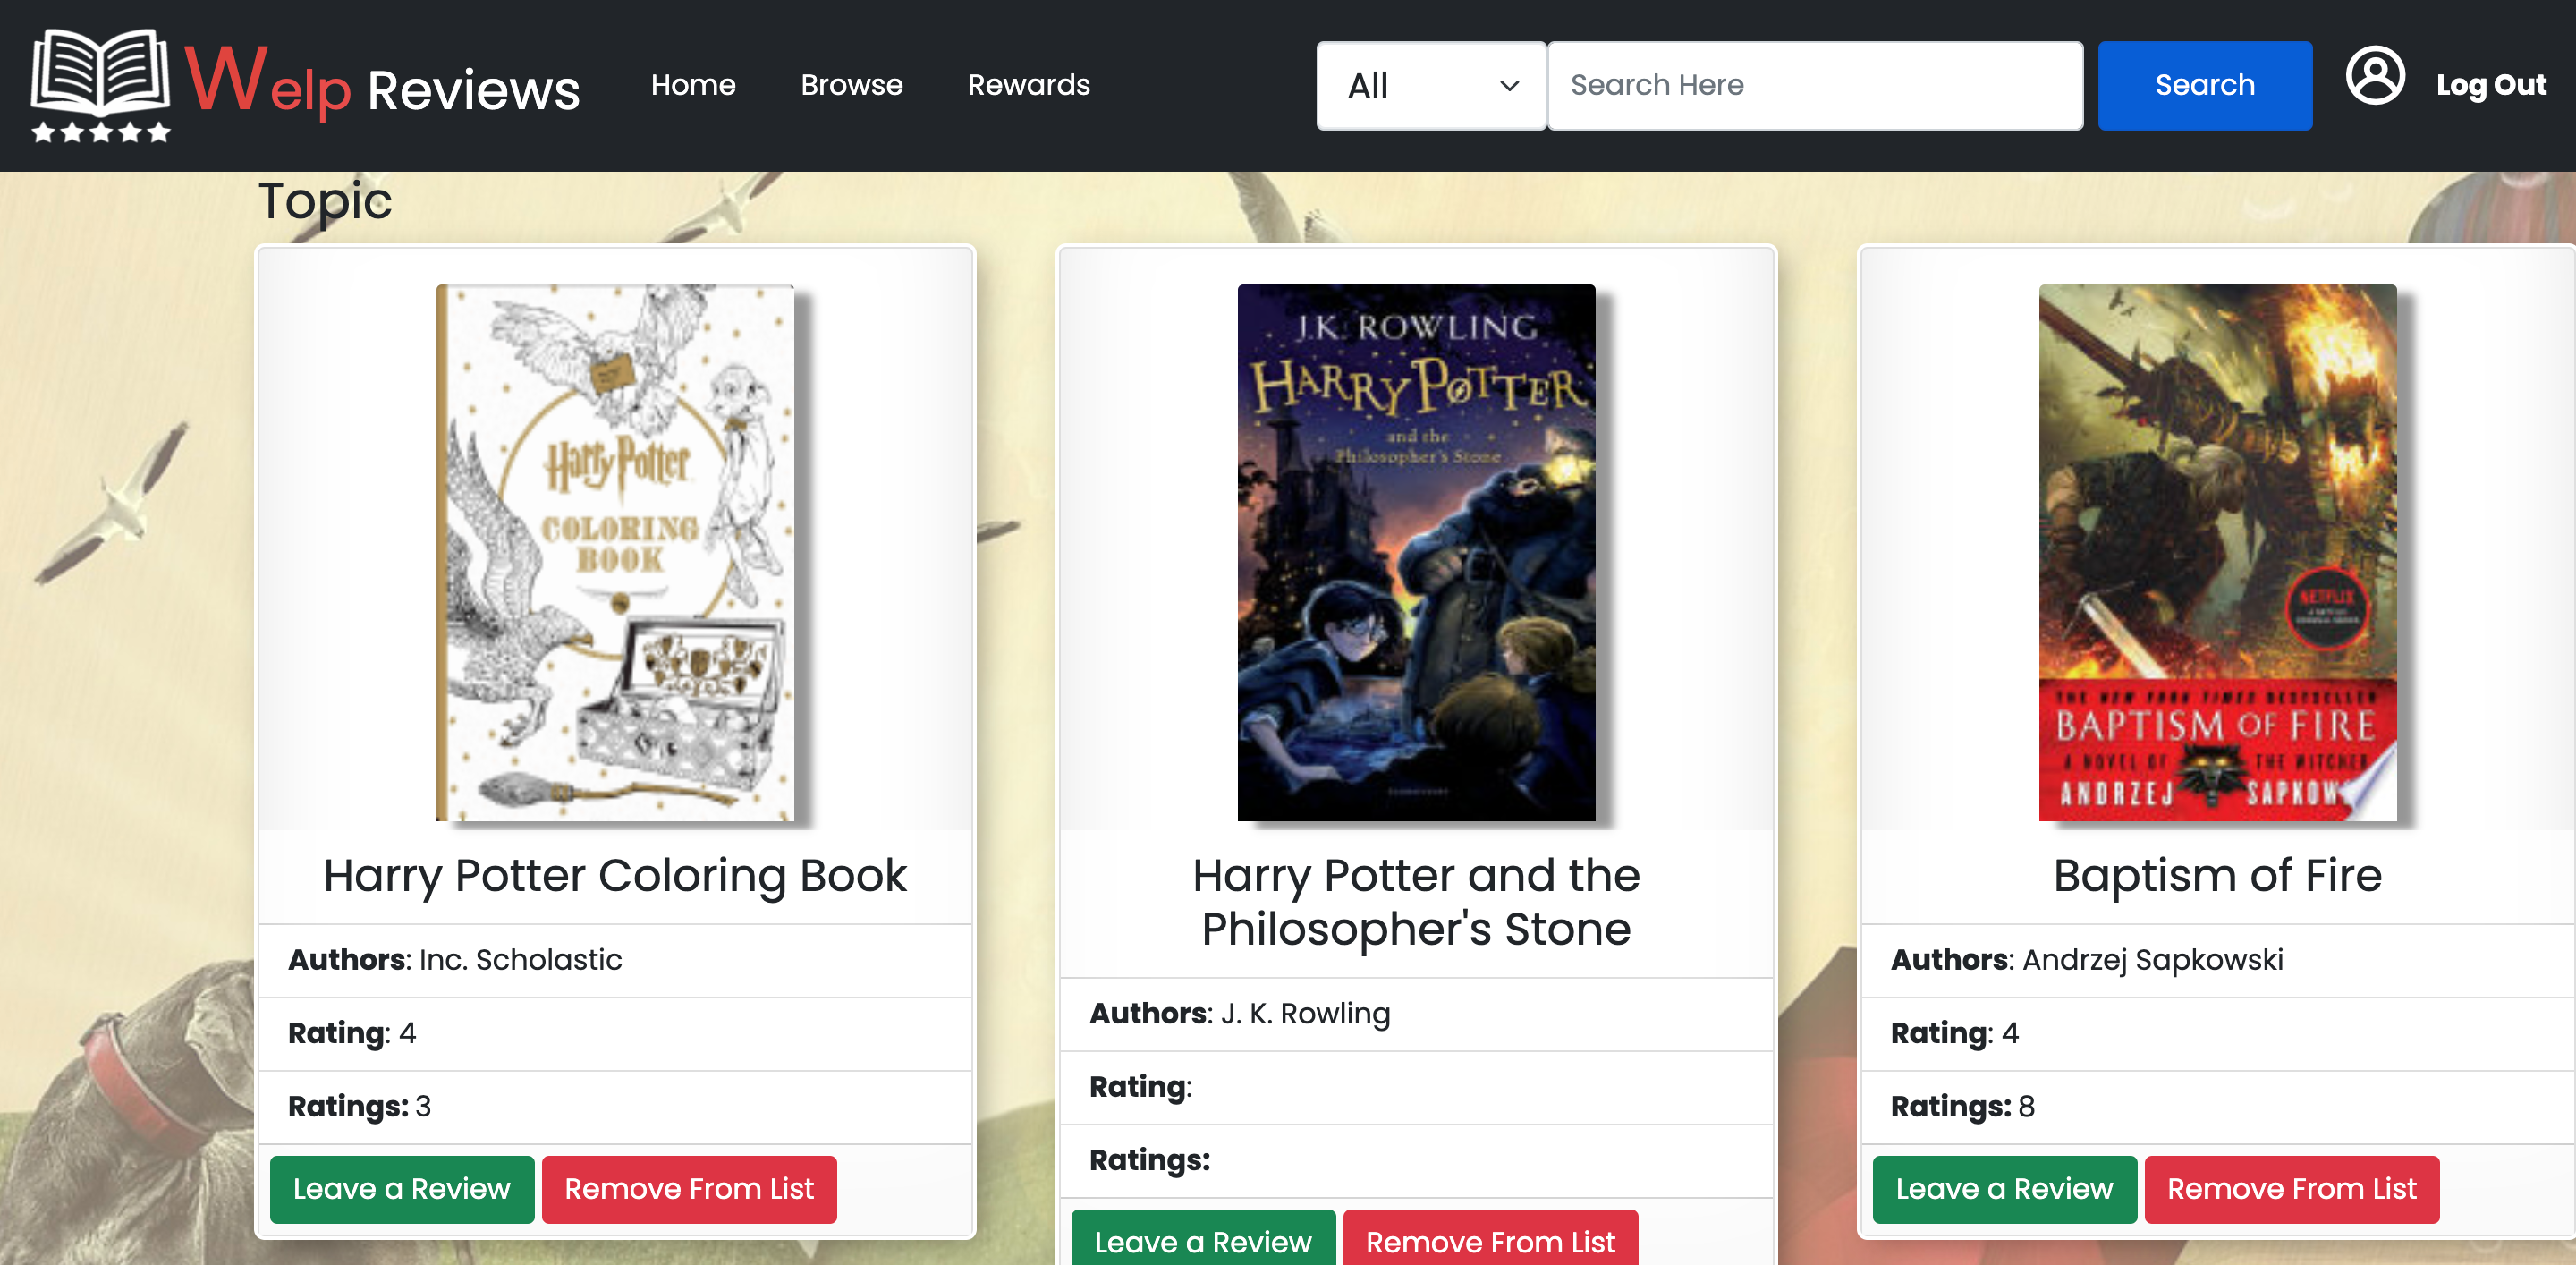 Welp Reviews
Home
Browse
Rewards
All
Search Here
Search
Log Out
Topic
Harry Potter
COLORING
BOOK
Harry Potter Coloring Book
Authors: Inc. Scholastic
Rating: 4
Ratings: 3
Leave a Review
Remove From List
J.K. ROWLING
HARRY POTTER
and the
Philosopher's Stone
Harry Potter and the
Philosopher's Stone
Authors: J. K. Rowling
Rating:
Ratings:
Leave a Review
Remove From List
NETFLIX
THE NEW YORK TIMES BESTSELLER
BAPTISM OF FIRE
A NOVEL OF THE WITCHER
ANDRZEJ SAPKOW
Baptism of Fire
Authors: Andrzej Sapkowski
Rating: 4
Ratings: 8
Leave a Review
Remove From List